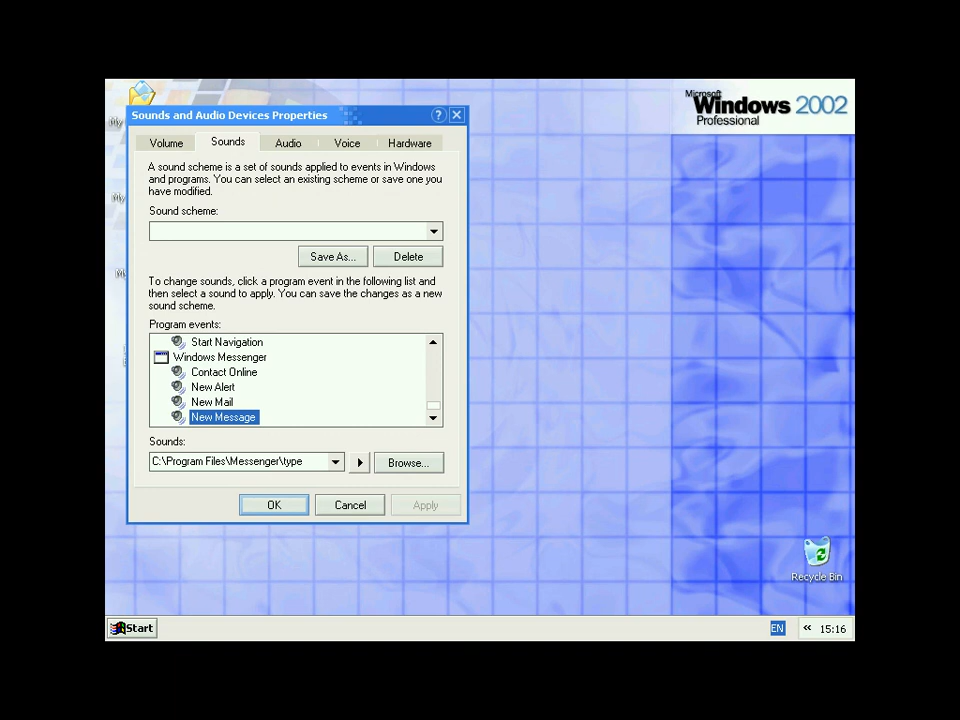 Microsoft
Windows 2002
Professional
My
My
My
Sounds and Audio Devices Properties
Volume
Sounds
Audio
Voice
Hardware
A sound scheme is a set of sounds applied to events in Windows
and programs. You can select an existing scheme or save one you
have modified.
Sound scheme:
Save As...
Delete
To change sounds, click a program event in the following list and
then select a sound to apply. You can save the changes as a new
sound scheme.
Program events:
Start Navigation
Windows Messenger
Contact Online
New Alert
New Mail
New Message
Sounds:
C:\Program Files\Messenger\type
Browse...
OK
Cancel
Apply
Recycle Bin
Start
EN
« 15:16